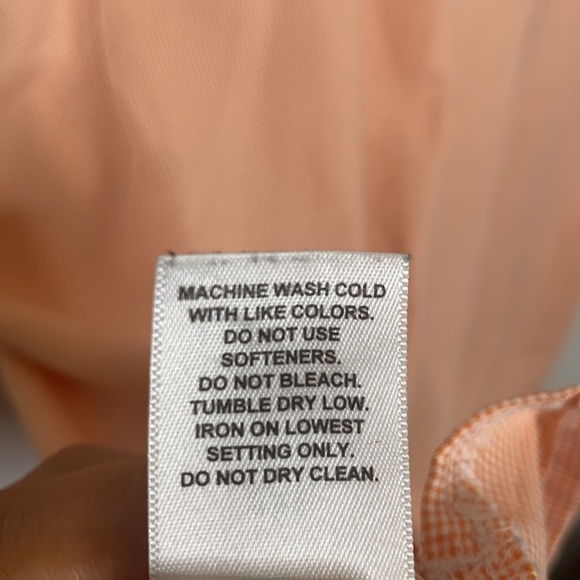 MACHINE WASH COLD
WITH LIKE COLORS.
DO NOT USE
SOFTENERS.
DO NOT BLEACH.
TUMBLE DRY LOW.
IRON ON LOWEST
SETTING ONLY.
DO NOT DRY CLEAN.